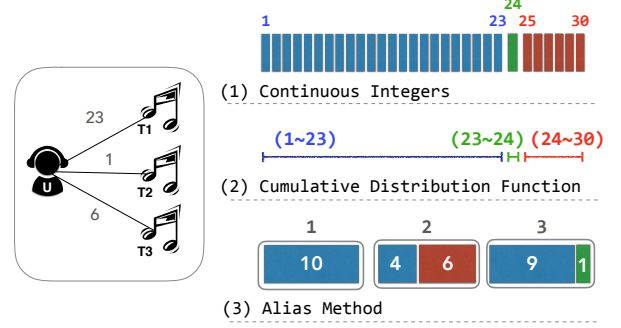 24
1 23 25 30
(1) Continuous Integers
23
T1
1
U
T2
6
T3
(1~23) (23~24) (24~30)
(2) Cumulative Distribution Function
1 2 3
10 4 6 9 1
(3) Alias Method